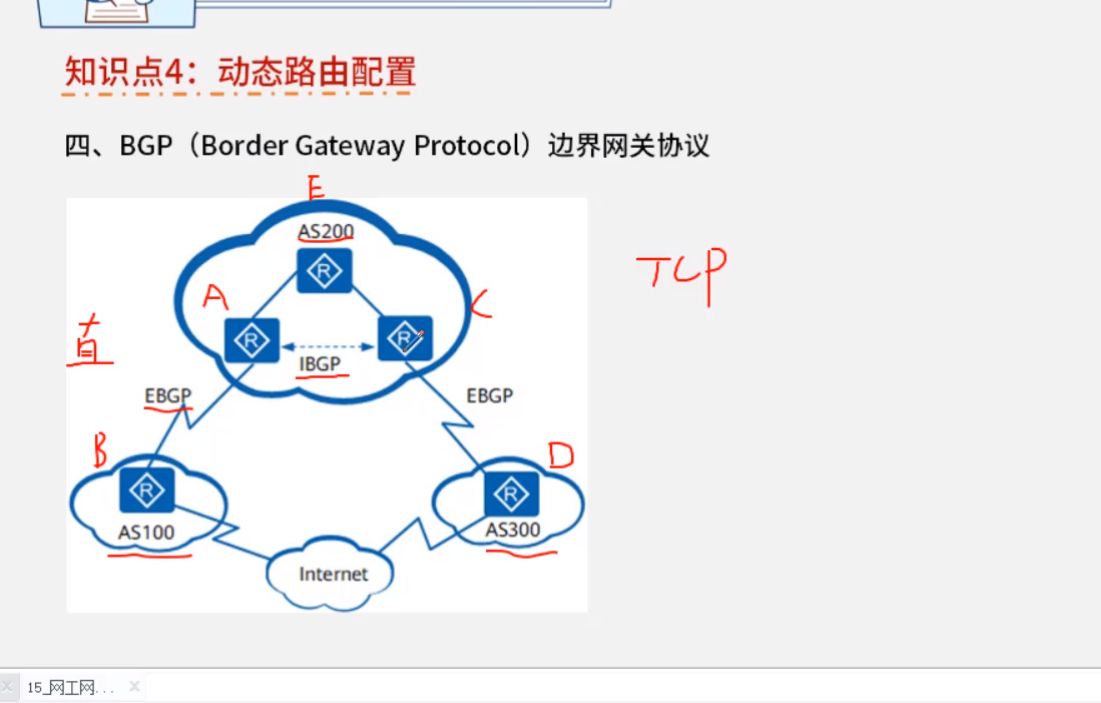 知识点4：动态路由配置
四、BGP（Border Gateway Protocol）边界网关协议
E
AS200
R
TCP
A
C
R
R
直
IBGP
EBGP
EBGP
B
D
R
R
AS100
AS300
Internet
15_网工网...